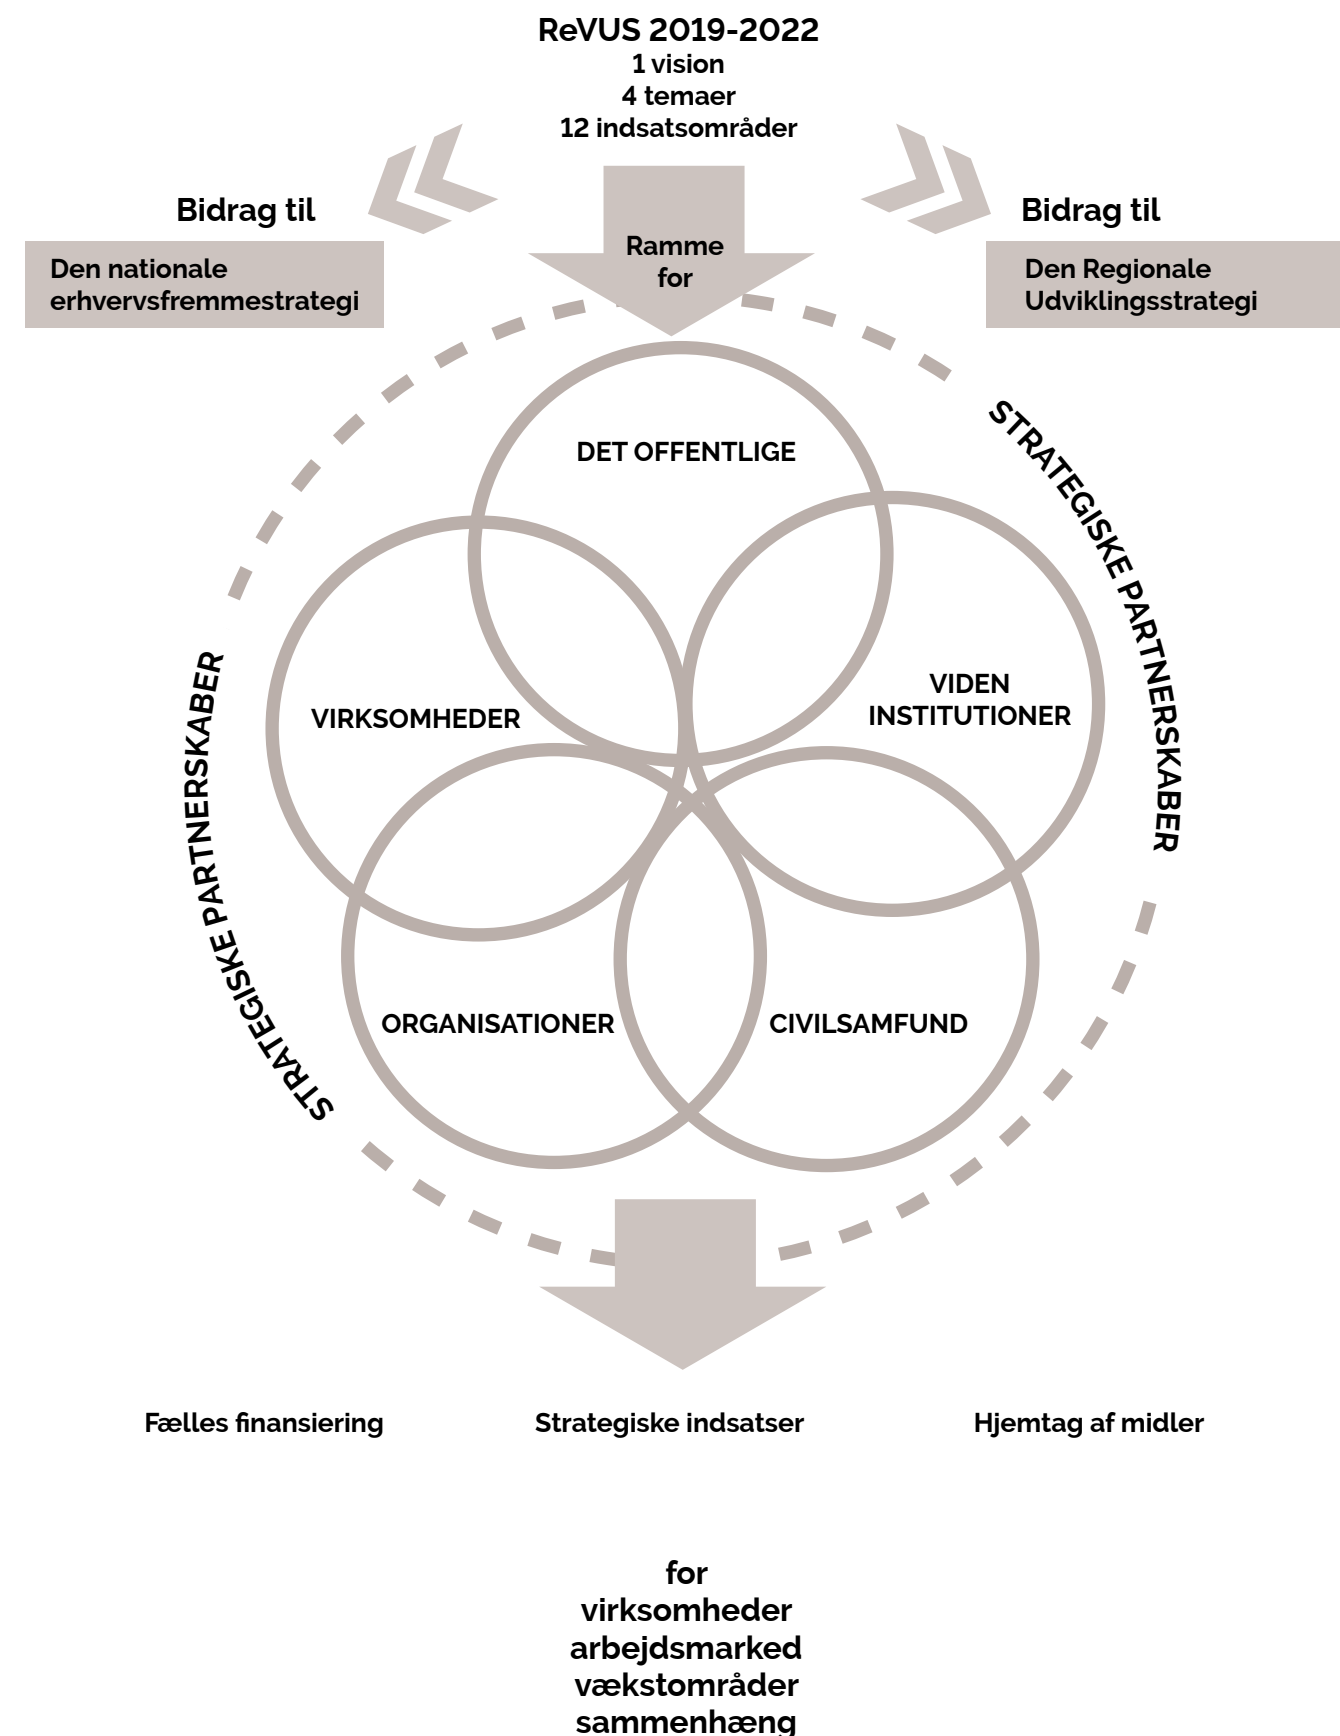 ReVUS 2019-2022
1 vision
4 temaer
12 indsatsområder
Bidrag til
Den nationale
erhvervsfremmestrategi
Ramme
for
Bidrag til
Den Regionale
Udviklingsstrategi
STRATEGISKE PARTNERSKABER
DET OFFENTLIGE
VIDEN
INSTITUTIONER
VIRKSOMHEDER
STRATEGISKE PARTNERSKABER
ORGANISATIONER
CIVILSAMFUND
Fælles finansiering
Strategiske indsatser
Hjemtag af midler
for
virksomheder
arbejdsmarked
vækstområder
sammenhæng